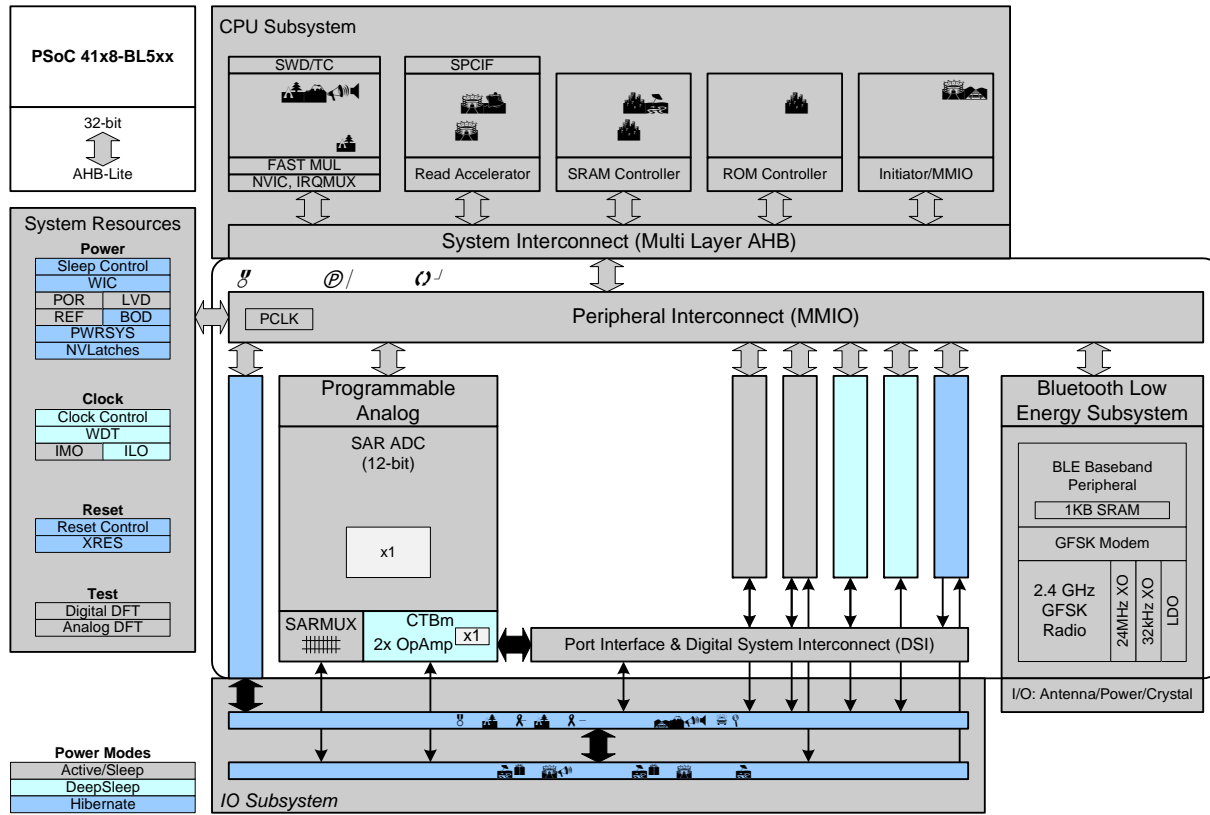 PSoC 41x8-BL5xx
32-bit
AHB-Lite
CPU Subsystem
SWD/TC
FAST MUL
NVIC, IRQMUX
SPCIF
Read Accelerator
SRAM Controller
ROM Controller
Initiator/MMIO
System Interconnect (Multi Layer AHB)
System Resources
Power
Sleep Control
WIC
POR
LVD
REF
BOD
PWRSYS
NVLatches
Clock
Clock Control
WDT
IMO
ILO
Reset
Reset Control
XRES
Test
Digital DFT
Analog DFT
PCLK
Peripheral Interconnect (MMIO)
Programmable
Analog
SAR ADC
(12-bit)
x1
SARMUX
CTBm
2x OpAmp
x1
Port Interface & Digital System Interconnect (DSI)
Bluetooth Low
Energy Subsystem
BLE Baseband
Peripheral
1KB SRAM
GFSK Modem
2.4 GHz
GFSK
Radio
24MHz XO
32kHz XO
LDO
I/O: Antenna/Power/Crystal
IO Subsystem
Power Modes
Active/Sleep
DeepSleep
Hibernate